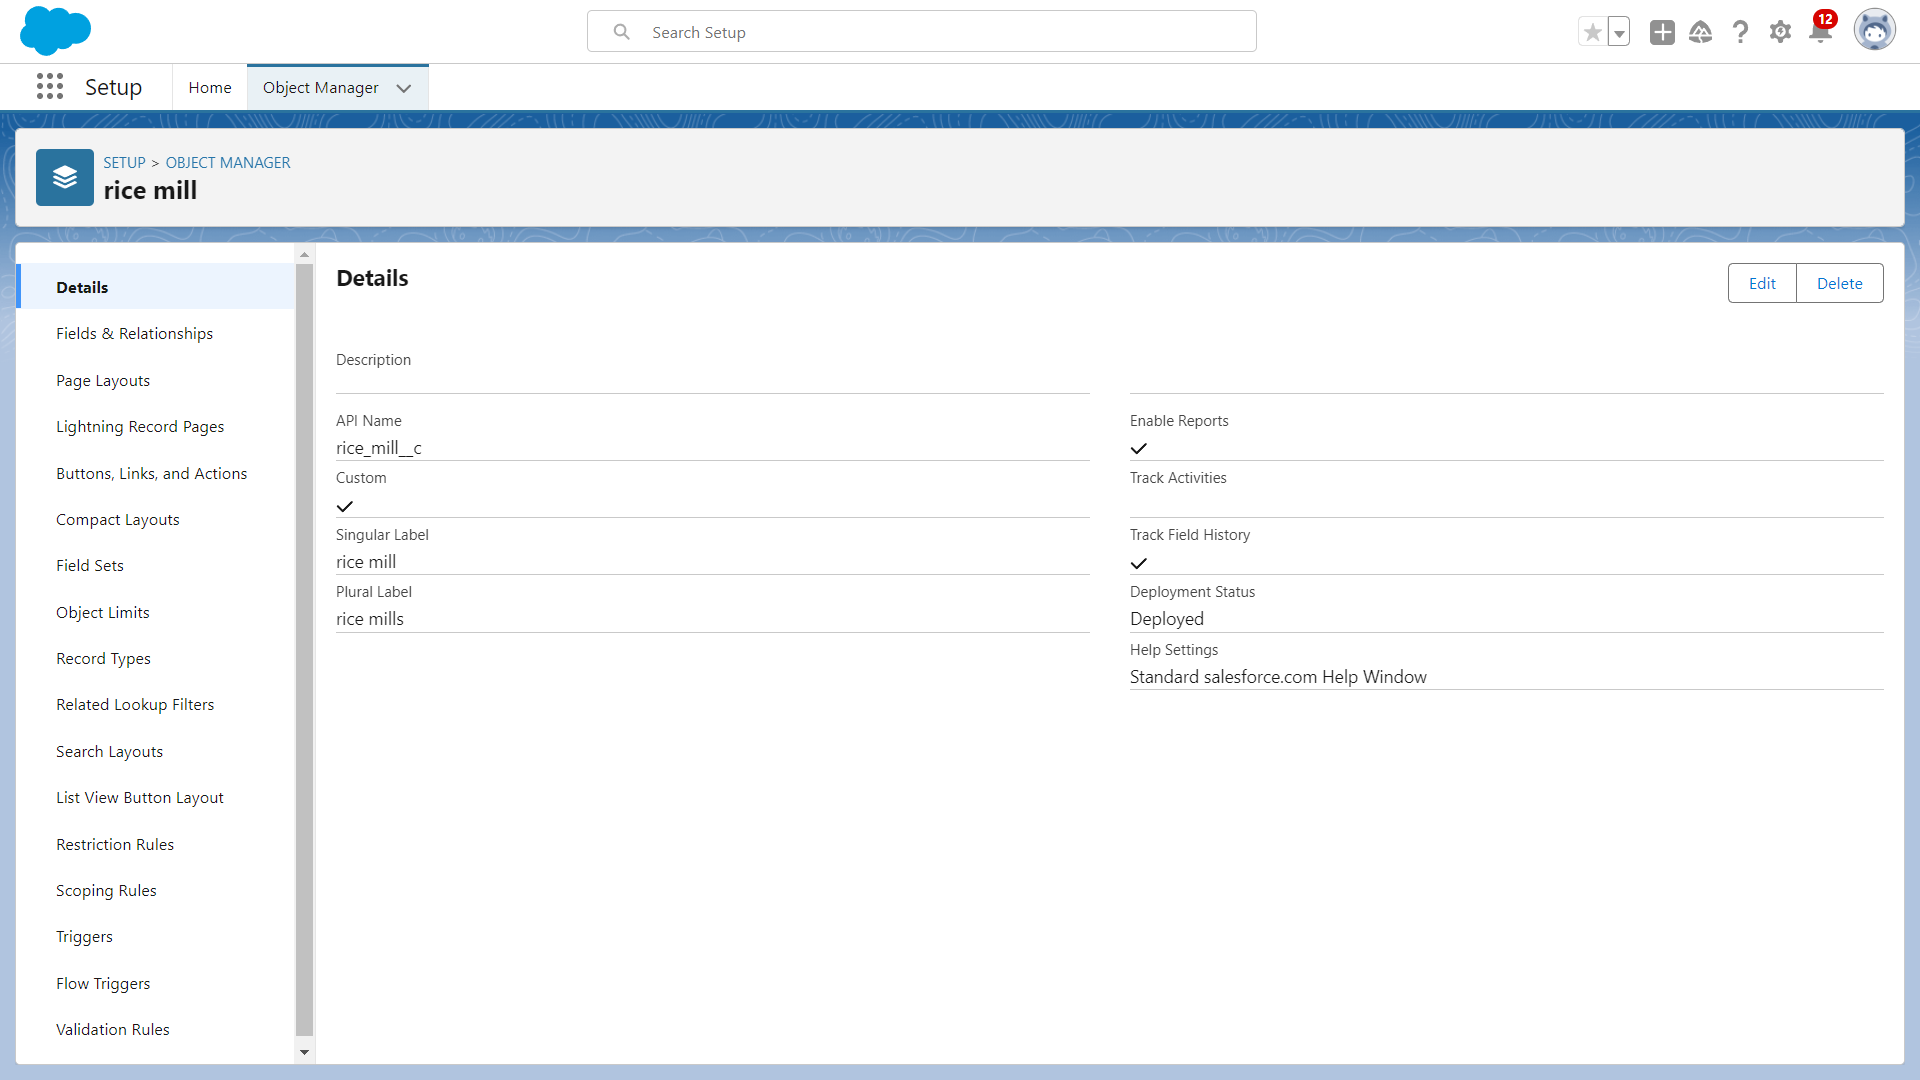 Search Setup
12
Setup
Home
Object Manager
SETUP > OBJECT MANAGER
rice mill
Details
Fields & Relationships
Page Layouts
Lightning Record Pages
Buttons, Links, and Actions
Compact Layouts
Field Sets
Object Limits
Record Types
Related Lookup Filters
Search Layouts
List View Button Layout
Restriction Rules
Scoping Rules
Triggers
Flow Triggers
Validation Rules
Details
Edit
Delete
Description
API Name
rice_mill__c
Custom
Singular Label
rice mill
Plural Label
rice mills
Enable Reports
Track Activities
Track Field History
Deployment Status
Deployed
Help Settings
Standard salesforce.com Help Window